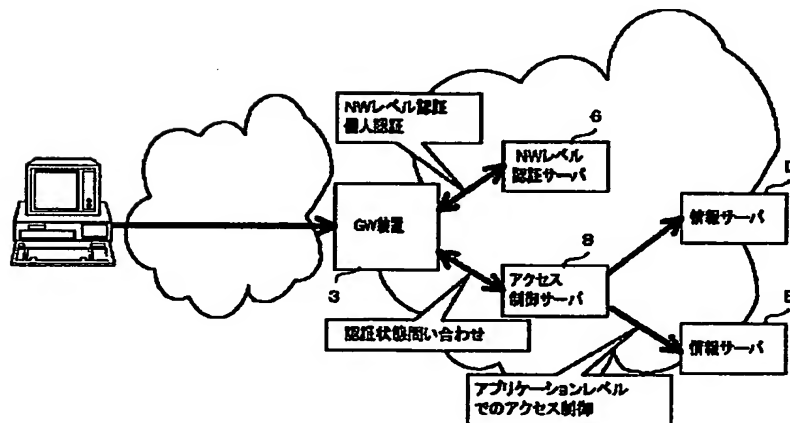 NWレベル認証
個人認証
6
NWレベル
認証サーバ
D
情報サーバ
GW装置
3
8
アクセス
制御サーバ
認証状態問い合わせ
E
情報サーバ
アプリケーションレベル
でのアクセス制御